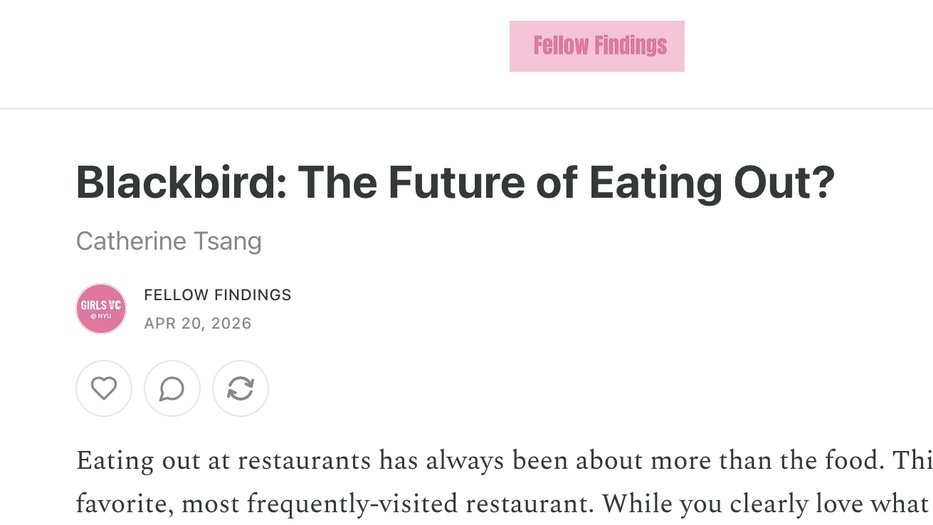 Fellow Findings
Blackbird: The Future of Eating Out?
Catherine Tsang
GIRLS VC
@ NYU
FELLOW FINDINGS
APR 20, 2026
Eating out at restaurants has always been about more than the food. Thi
favorite, most frequently-visited restaurant. While you clearly love what